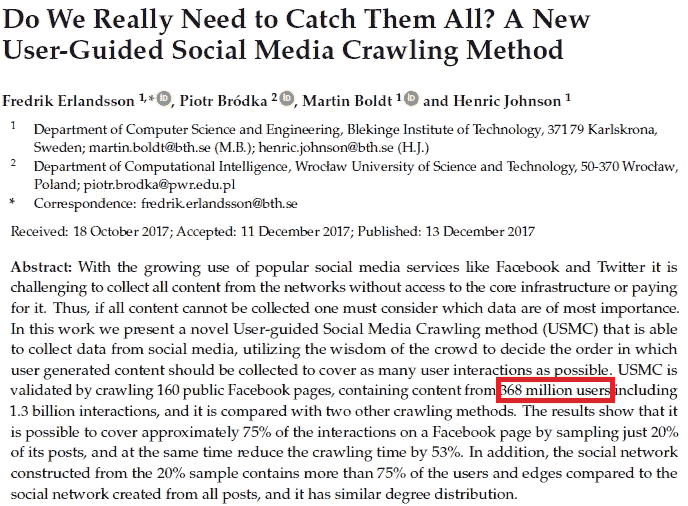 Do We Really Need to Catch Them All? A New
User-Guided Social Media Crawling Method
Fredrik Erlandsson 1,* iD, Piotr Bródka 2 iD, Martin Boldt 1 iD and Henric Johnson 1
1 Department of Computer Science and Engineering, Blekinge Institute of Technology, 371 79 Karlskrona,
Sweden; martin.boldt@bth.se (M.B.); henric.johnson@bth.se (H.J.)
2 Department of Computational Intelligence, Wrocław University of Science and Technology, 50-370 Wrocław,
Poland; piotr.brodka@pwr.edu.pl
* Correspondence: fredrik.erlandsson@bth.se
Received: 18 October 2017; Accepted: 11 December 2017; Published: 13 December 2017
Abstract: With the growing use of popular social media services like Facebook and Twitter it is
challenging to collect all content from the networks without access to the core infrastructure or paying
for it. Thus, if all content cannot be collected one must consider which data are of most importance.
In this work we present a novel User-guided Social Media Crawling method (USMC) that is able
to collect data from social media, utilizing the wisdom of the crowd to decide the order in which
user generated content should be collected to cover as many user interactions as possible. USMC is
validated by crawling 160 public Facebook pages, containing content from 368 million users including
1.3 billion interactions, and it is compared with two other crawling methods. The results show that it
is possible to cover approximately 75% of the interactions on a Facebook page by sampling just 20%
of its posts, and at the same time reduce the crawling time by 53%. In addition, the social network
constructed from the 20% sample contains more than 75% of the users and edges compared to the
social network created from all posts, and it has similar degree distribution.